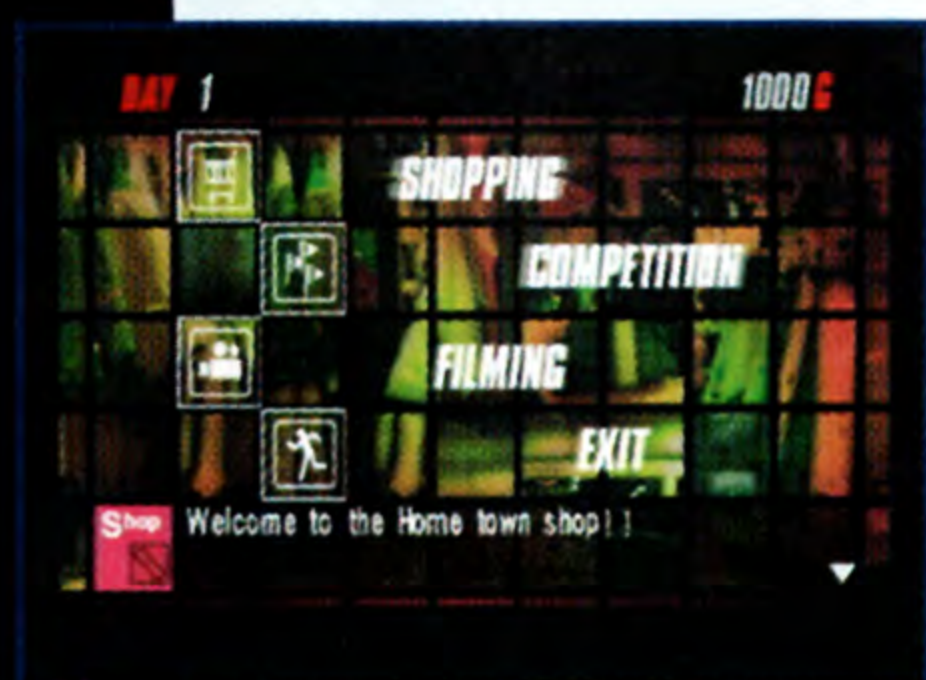 DAY 1
1000G
SHOPPING
COMPETITION
FILMING
EXIT
Shop
Welcome to the Home town shop!!